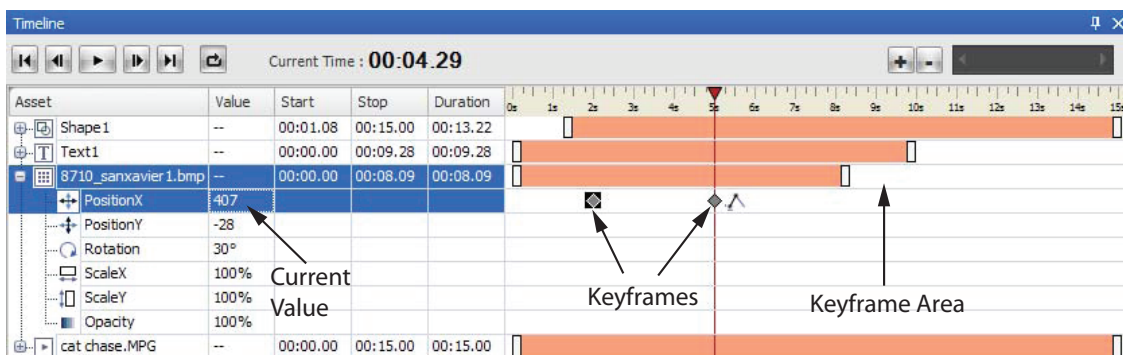 Timeline
Current Time : 00:04.29
+ -
Asset Value Start Stop Duration 0s 1s 2s 3s 4s 5s 6s 7s 8s 9s 10s 11s 12s 13s 14s 15s
Shape1 -- 00:01.08 00:15.00 00:13.22
T Text1 -- 00:00.00 00:09.28 00:09.28
8710_sanxavier1.bmp -- 00:00.00 00:08.09 00:08.09
PositionX 407
PositionY -28
Rotation 30°
ScaleX 100%
ScaleY 100%
Opacity 100%
cat chase.MPG -- 00:00.00 00:15.00 00:15.00
Current
Value
Keyframes
Keyframe Area